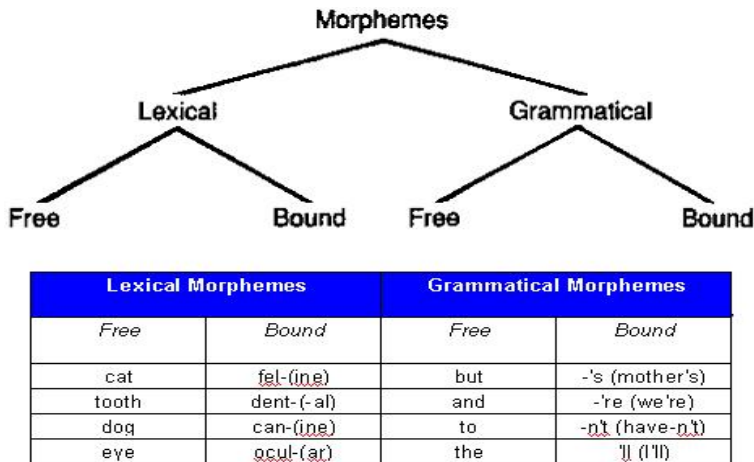 Morphemes
Lexical Grammatical
Free Bound Free Bound
Lexical Morphemes Grammatical Morphemes
Free Bound Free Bound
cat fel-(ine) but -'s (mother's)
tooth dent-(-al) and -'re (we're)
dog can-(ine) to -n't (have-n't)
eye ocul-(ar) the 'll (I'll)